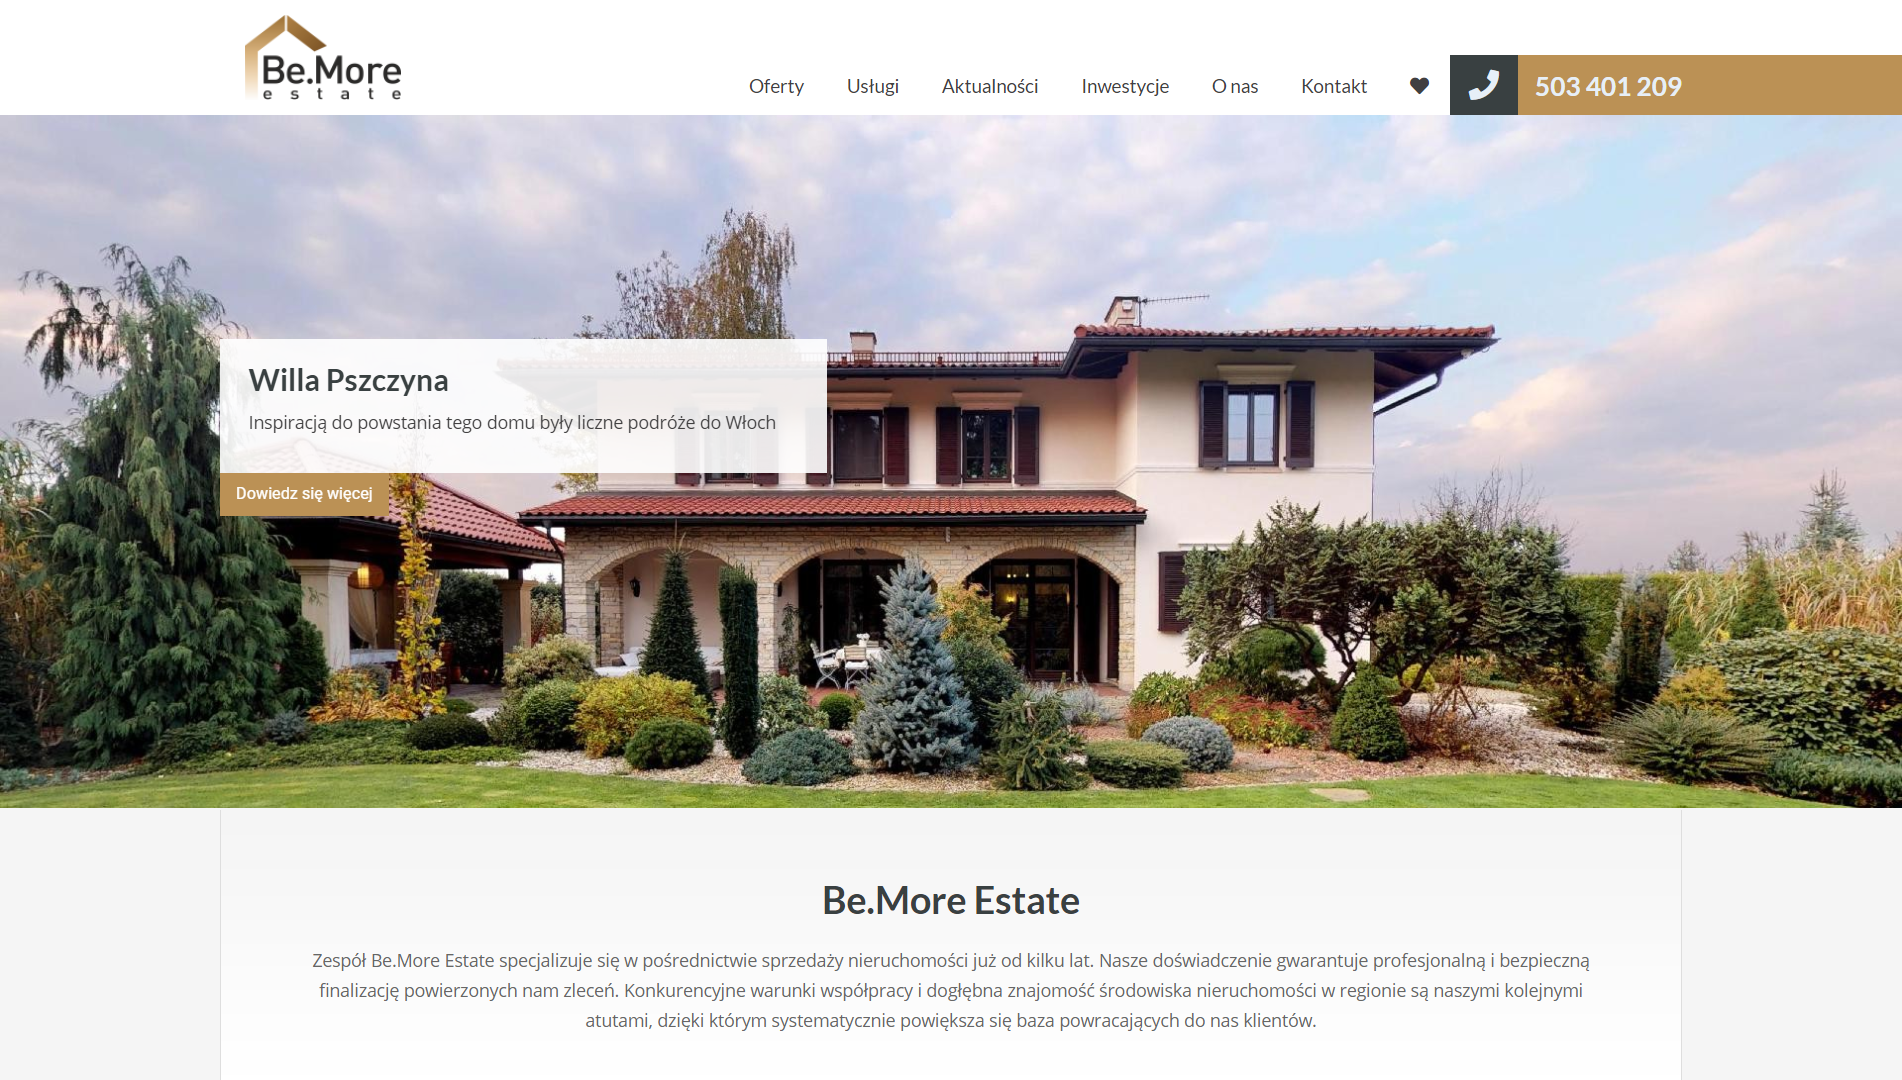 Be.More
estate
Oferty
Usługi
Aktualności
Inwestycje
O nas
Kontakt
503 401 209
Willa Pszczyna
Inspiracją do powstania tego domu były liczne podróże do Włoch
Dowiedz się więcej
Be.More Estate
Zespół Be.More Estate specjalizuje się w pośrednictwie sprzedaży nieruchomości już od kilku lat. Nasze doświadczenie gwarantuje profesjonalną i bezpieczną
finalizację powierzonych nam zleceń. Konkurencyjne warunki współpracy i dogłębna znajomość środowiska nieruchomości w regionie są naszymi kolejnymi
atutami, dzięki którym systematycznie powiększa się baza powracających do nas klientów.